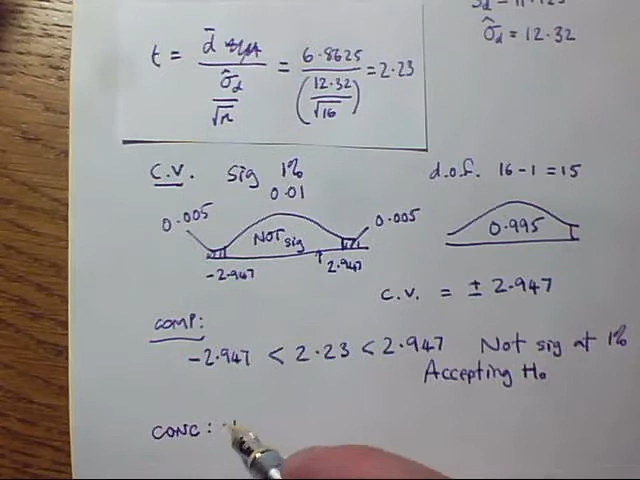 σ̂d = 12.32
t = d̄ / (σ̂d / √n) = 6.8625 / (12.32 / √16) = 2.23
C.V. sig 1% d.o.f. 16-1=15
0.01
0.005 0.005
NOT sig 0.995
-2.947 2.947
C.V. = ± 2.947
COMP:
-2.947 < 2.23 < 2.947 Not sig at 1%
Accepting H₀
CONC: